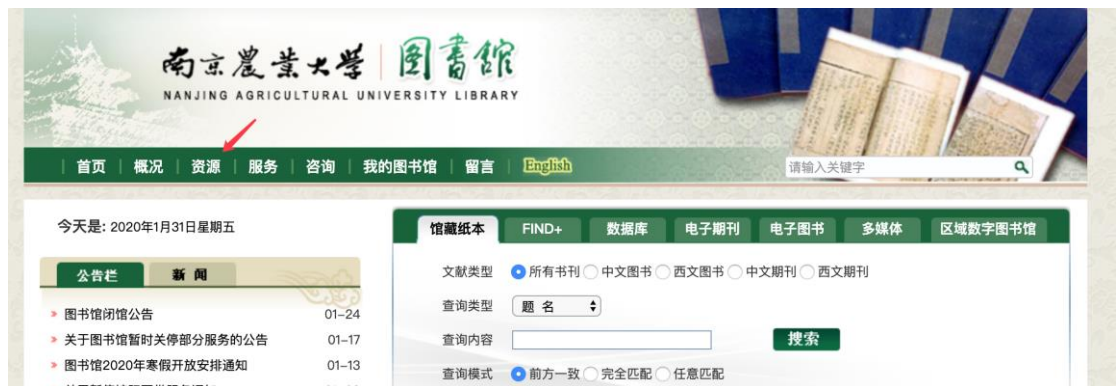 南京農業大學 圖書館
NANJING AGRICULTURAL UNIVERSITY LIBRARY
首页 概况 资源 服务 咨询 我的图书馆 留言 English 请输入关键字
今天是: 2020年1月31日星期五
馆藏纸本 FIND+ 数据库 电子期刊 电子图书 多媒体 区域数字图书馆
公告栏 新闻
文献类型 所有书刊 中文图书 西文图书 中文期刊 西文期刊
查询类型 题 名
图书馆闭馆公告 01–24
关于图书馆暂时关停部分服务的公告 01–17
查询内容 搜索
图书馆2020年寒假开放安排通知 01–13
查询模式 前方一致 完全匹配 任意匹配